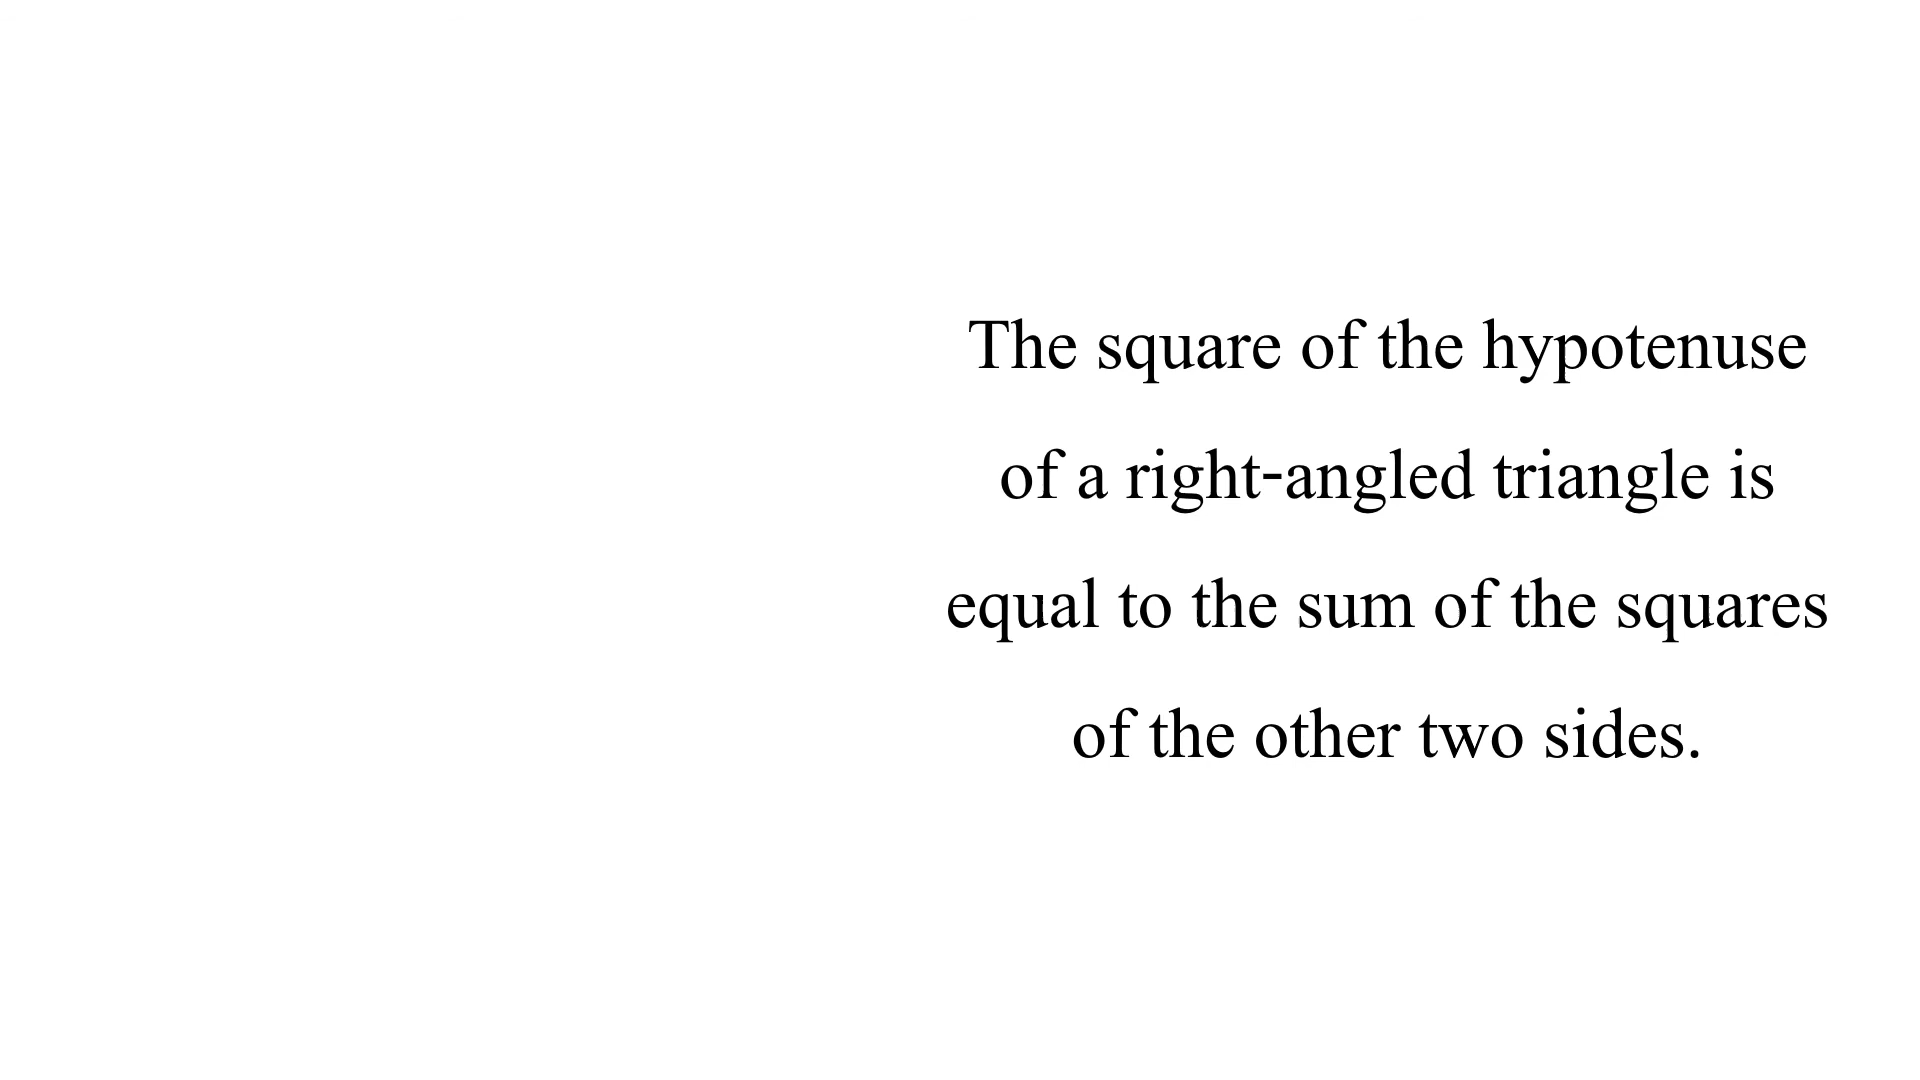 The square of the hypotenuse
of a right-angled triangle is
equal to the sum of the squares
of the other two sides.